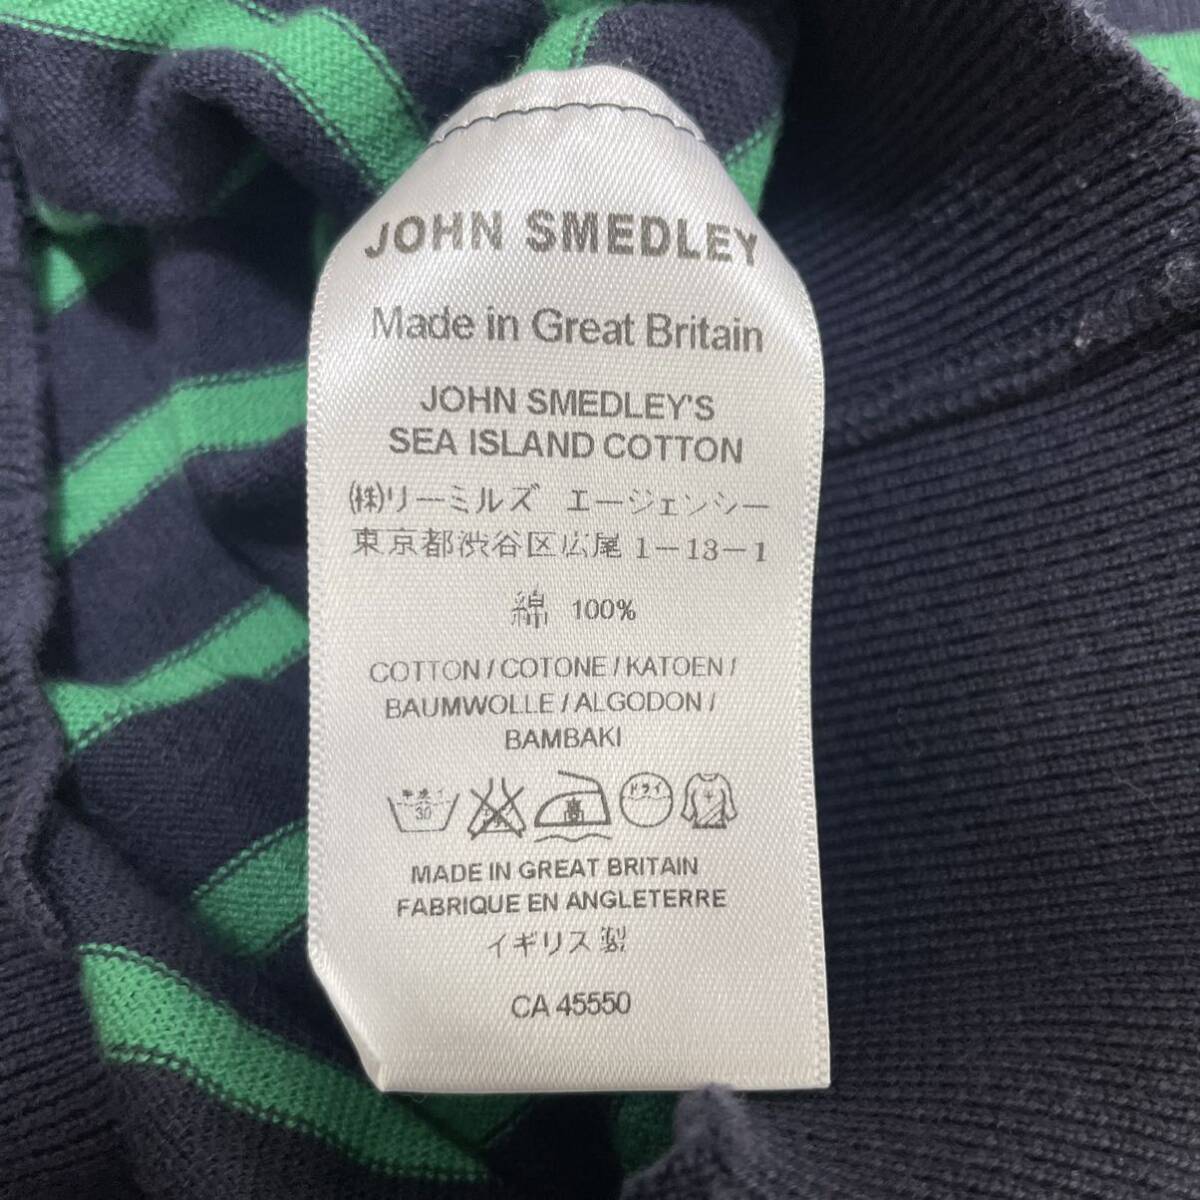 JOHN SMEDLEY
Made in Great Britain
JOHN SMEDLEY'S
SEA ISLAND COTTON
㈱リーミルズ エージェンシー
東京都渋谷区広尾1-13-1
綿 100%
COTTON / COTONE / KATOEN /
BAUMWOLLE / ALGODON /
BAMBAKI
30 高 ドライ
MADE IN GREAT BRITAIN
FABRIQUE EN ANGLETERRE
イギリス製
CA 45550